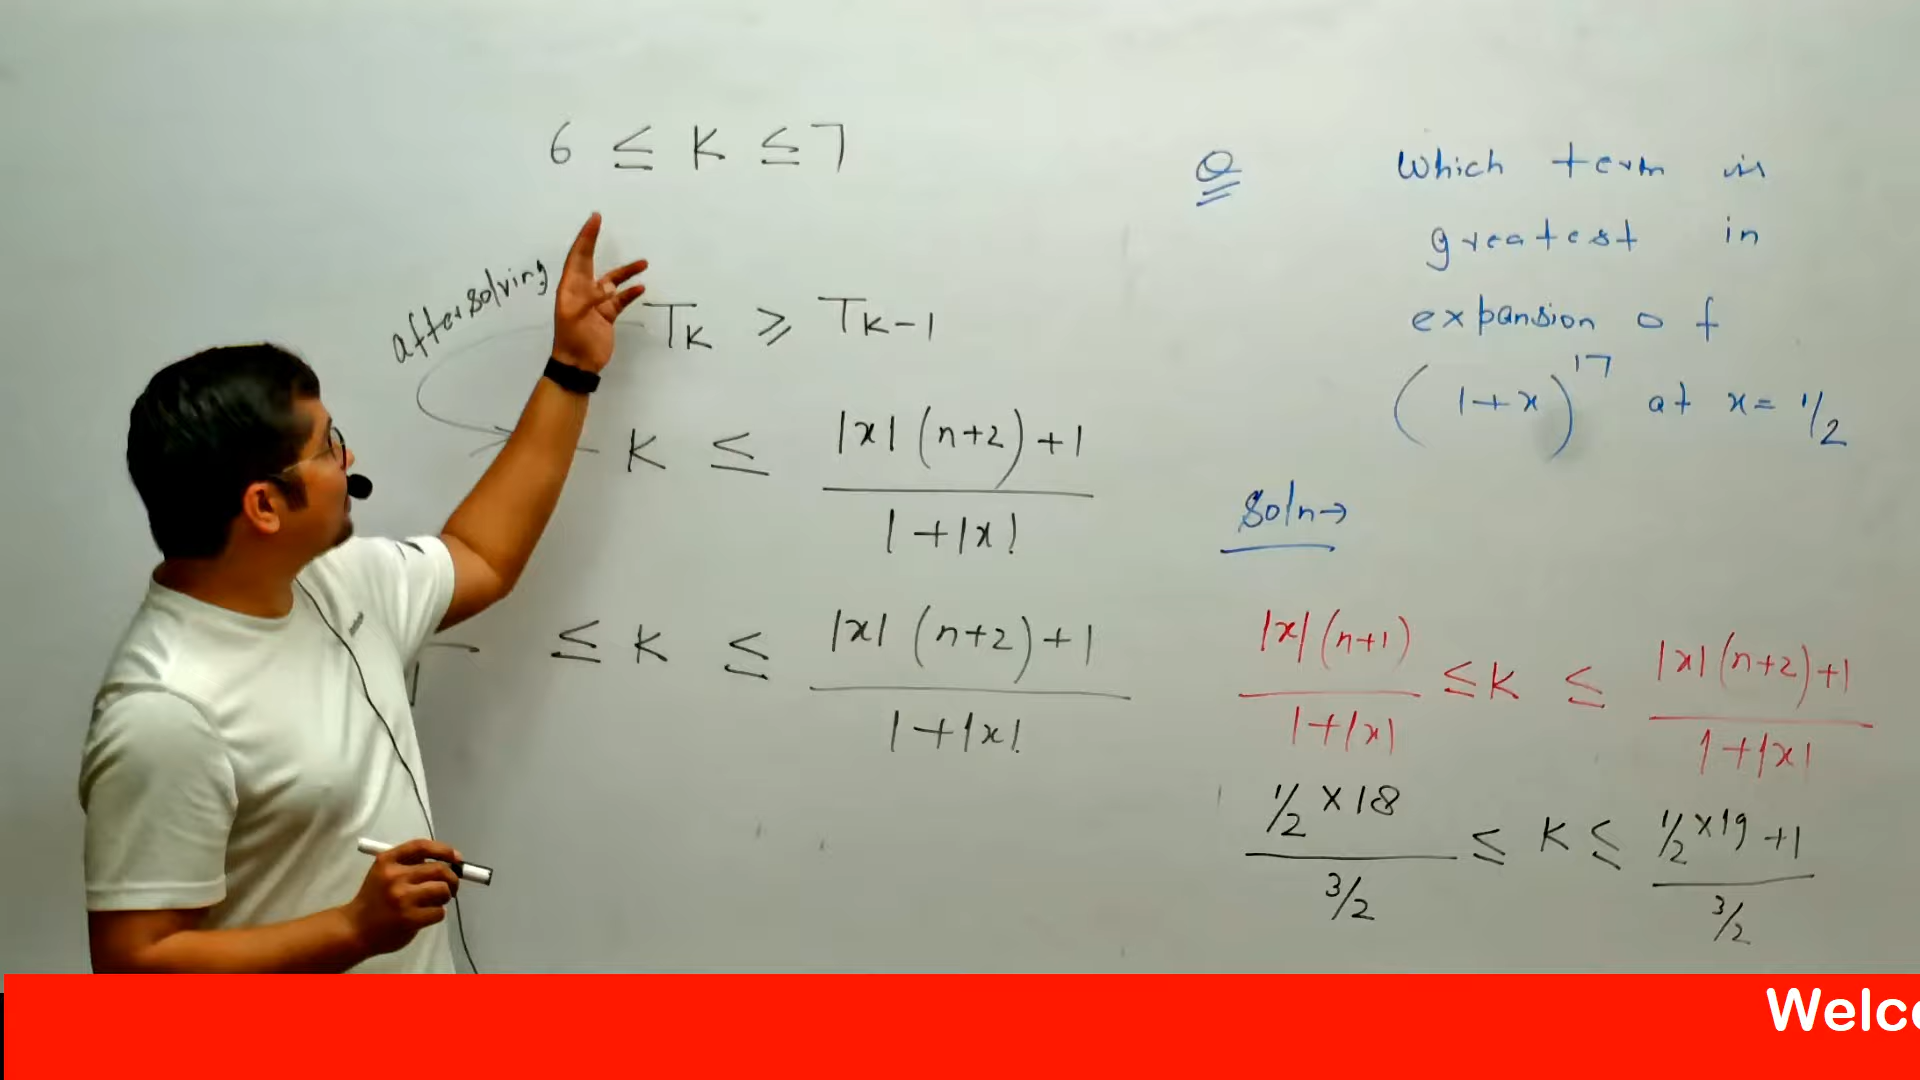 6 ≤ K ≤ 7
after solving
TK ≥ TK-1
K ≤ |x| (n+2) +1
1+|x|
≤ K ≤ |x| (n+2) +1
1+|x|
Q Which term is
greatest in
expansion of
(1+x)^17 at x= 1/2
Soln→
|x| (n+1) ≤ K ≤ |x| (n+2) +1
1+|x| 1+|x|
1/2 × 18 ≤ K ≤ 1/2 × 19 +1
3/2 3/2